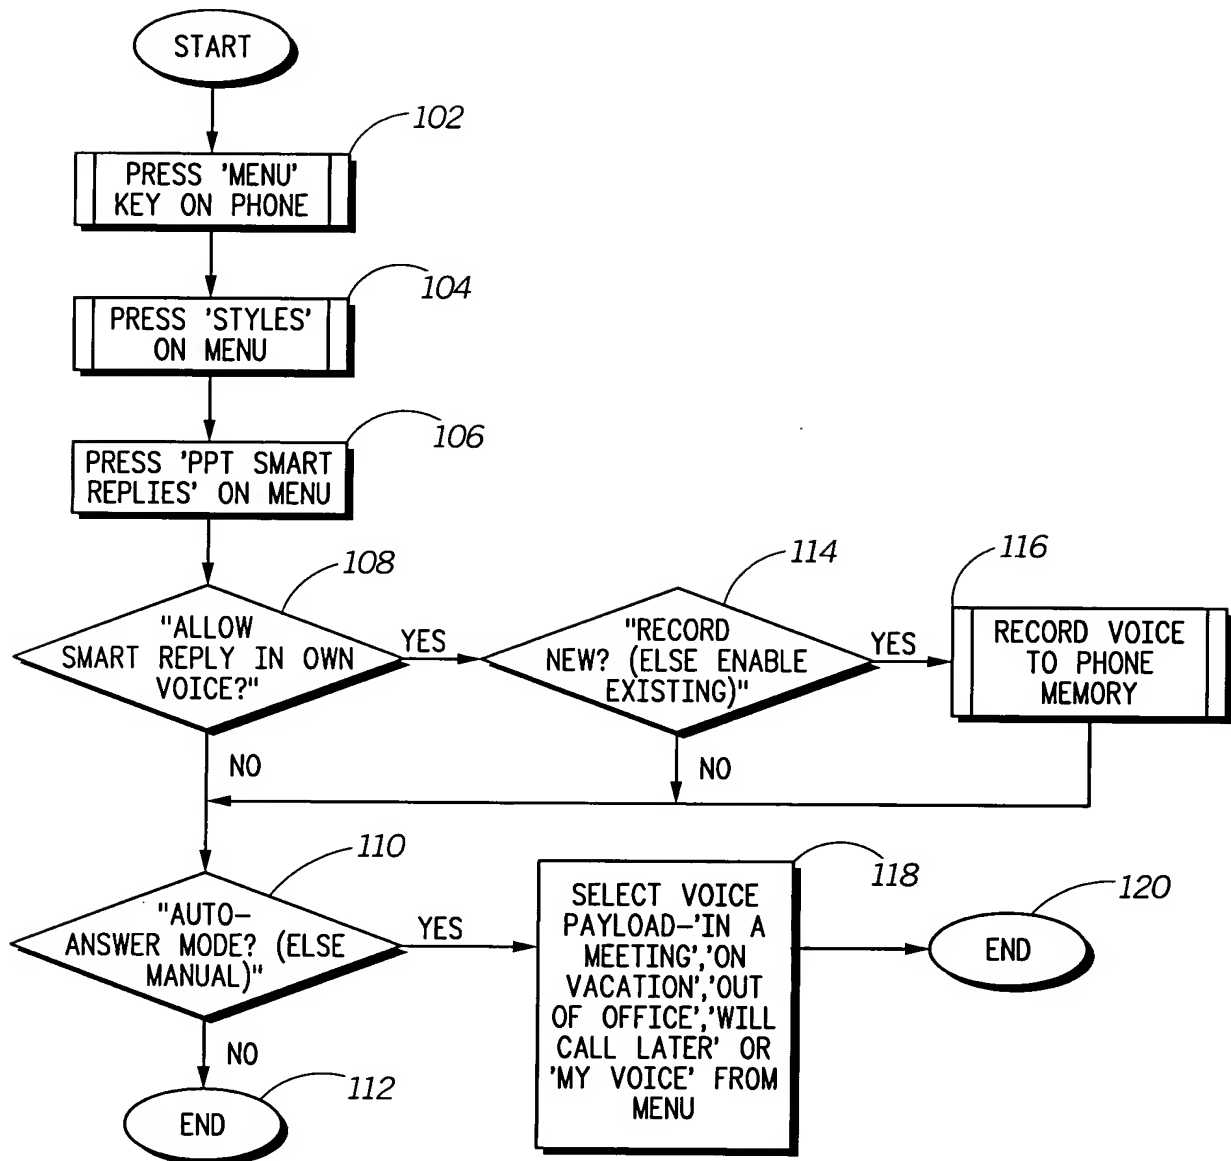 START
102
PRESS 'MENU'
KEY ON PHONE
104
PRESS 'STYLES'
ON MENU
106
PRESS 'PPT SMART
REPLIES' ON MENU
108
"ALLOW
SMART REPLY IN OWN
VOICE?"
YES
NO
114
"RECORD
NEW? (ELSE ENABLE
EXISTING)"
YES
NO
116
RECORD VOICE
TO PHONE
MEMORY
110
"AUTO-
ANSWER MODE? (ELSE
MANUAL)"
YES
NO
112
END
118
SELECT VOICE
PAYLOAD-'IN A
MEETING','ON
VACATION','OUT
OF OFFICE','WILL
CALL LATER' OR
'MY VOICE' FROM
MENU
120
END